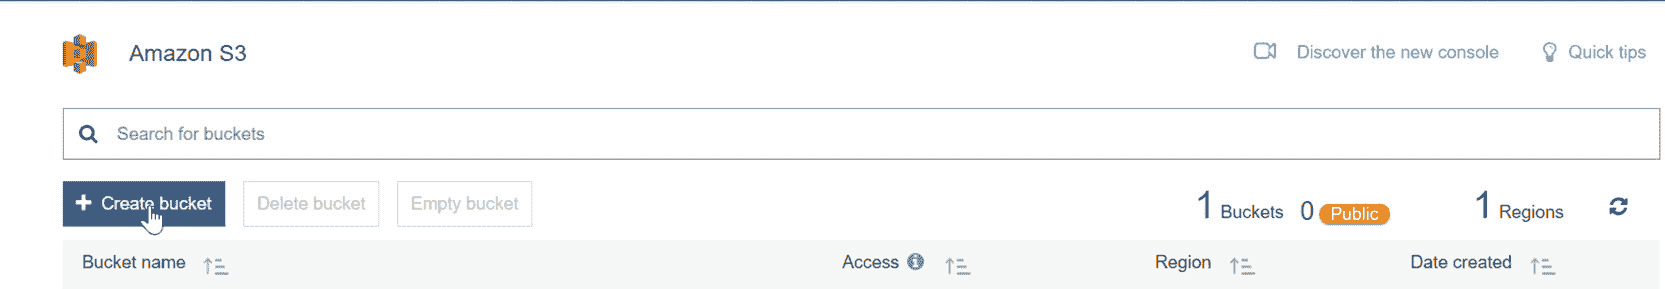 Amazon S3
Discover the new console Quick tips
Search for buckets
Create bucket Delete bucket Empty bucket 1 Buckets 0 Public 1 Regions
Bucket name Access Region Date created